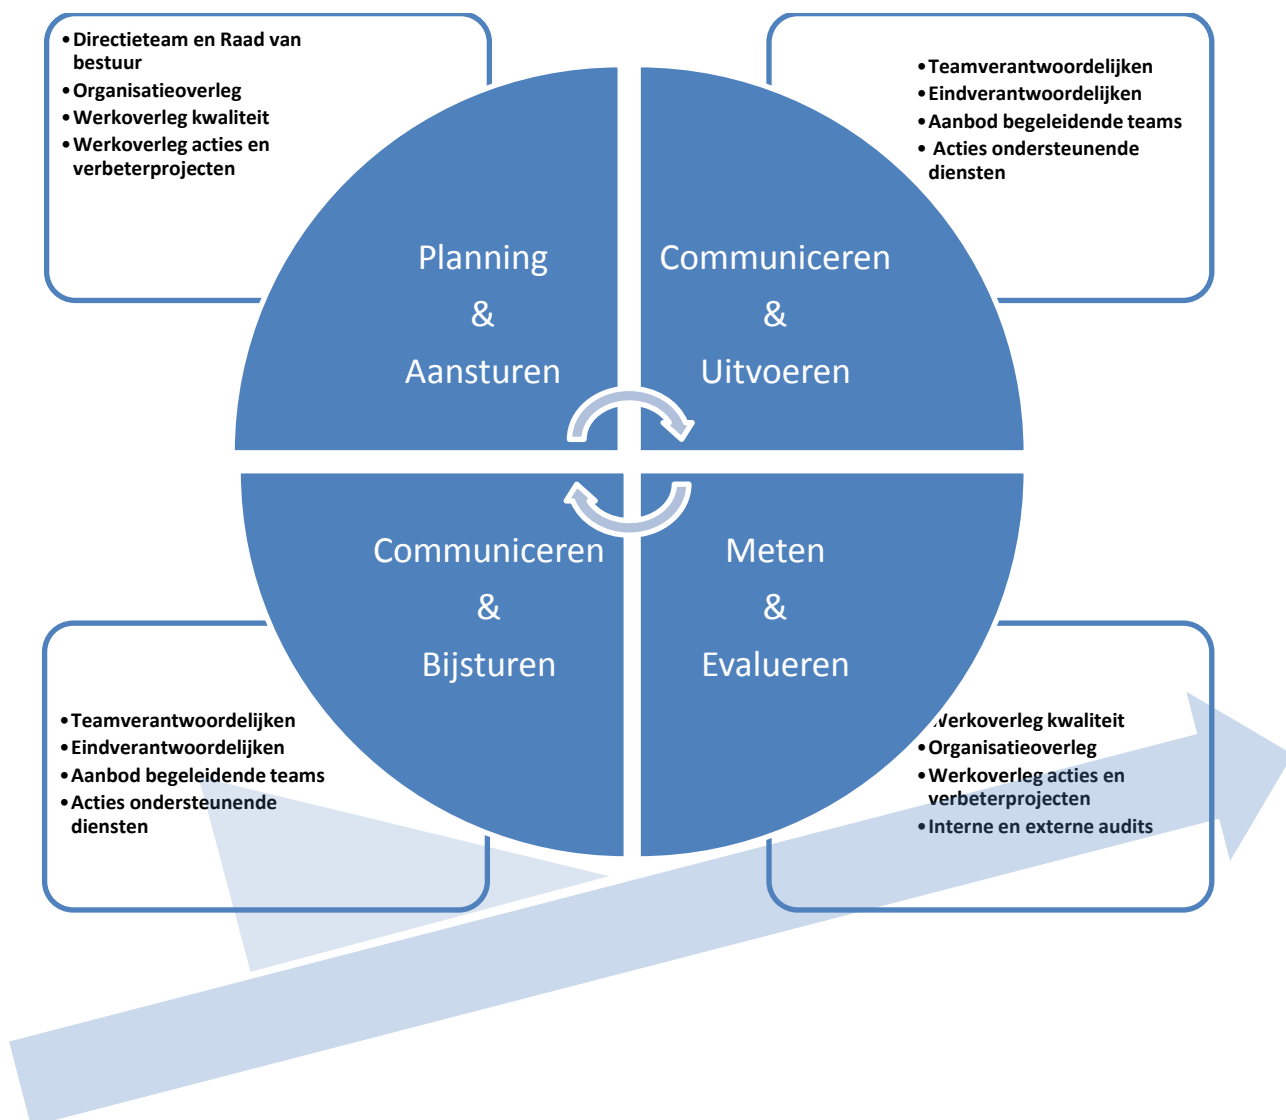 •Directieteam en Raad van
bestuur
•Organisatieoverleg
•Werkoverleg kwaliteit
•Werkoverleg acties en
verbeterprojecten
•Teamverantwoordelijken
•Eindverantwoordelijken
•Aanbod begeleidende teams
• Acties ondersteunende
diensten
Planning
&
Aansturen
Communiceren
&
Uitvoeren
Communiceren
&
Bijsturen
Meten
&
Evalueren
•Teamverantwoordelijken
•Eindverantwoordelijken
•Aanbod begeleidende teams
•Acties ondersteunende
diensten
•Werkoverleg kwaliteit
•Organisatieoverleg
•Werkoverleg acties en
verbeterprojecten
•Interne en externe audits